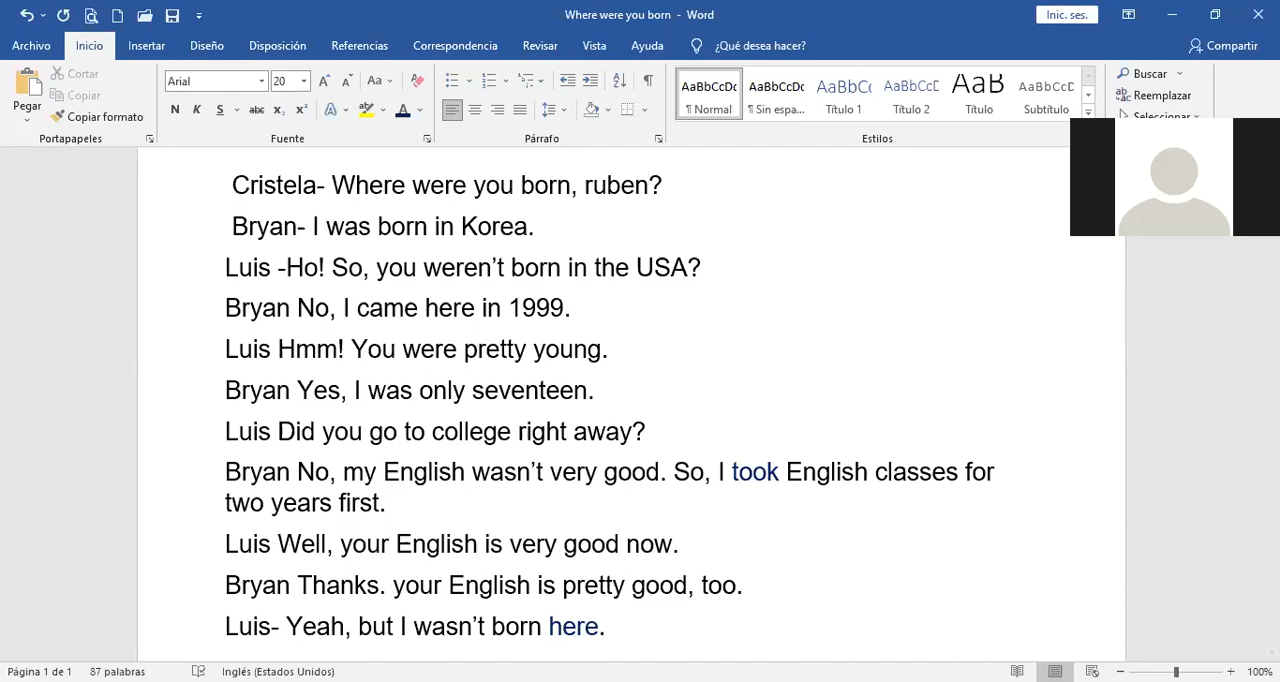 Where were you born - Word
Inic. ses.
Archivo Inicio Insertar Diseño Disposición Referencias Correspondencia Revisar Vista Ayuda ¿Qué desea hacer? Compartir
Pegar
Cortar
Copiar
Copiar formato
Portapapeles
Arial 20
Aa
N K S abc x₂ x² A A
Fuente
Párrafo
AaBbCcDc AaBbCcDc AaBbC AaBbCcD AaB AaBbCcD
¶ Normal ¶ Sin espa... Título 1 Título 2 Título Subtítulo
Estilos
Buscar
Reemplazar
Seleccionar
Cristela- Where were you born, ruben?
Bryan- I was born in Korea.
Luis -Ho! So, you weren’t born in the USA?
Bryan No, I came here in 1999.
Luis Hmm! You were pretty young.
Bryan Yes, I was only seventeen.
Luis Did you go to college right away?
Bryan No, my English wasn’t very good. So, I took English classes for
two years first.
Luis Well, your English is very good now.
Bryan Thanks. your English is pretty good, too.
Luis- Yeah, but I wasn’t born here.
Página 1 de 1 87 palabras Inglés (Estados Unidos) 100%